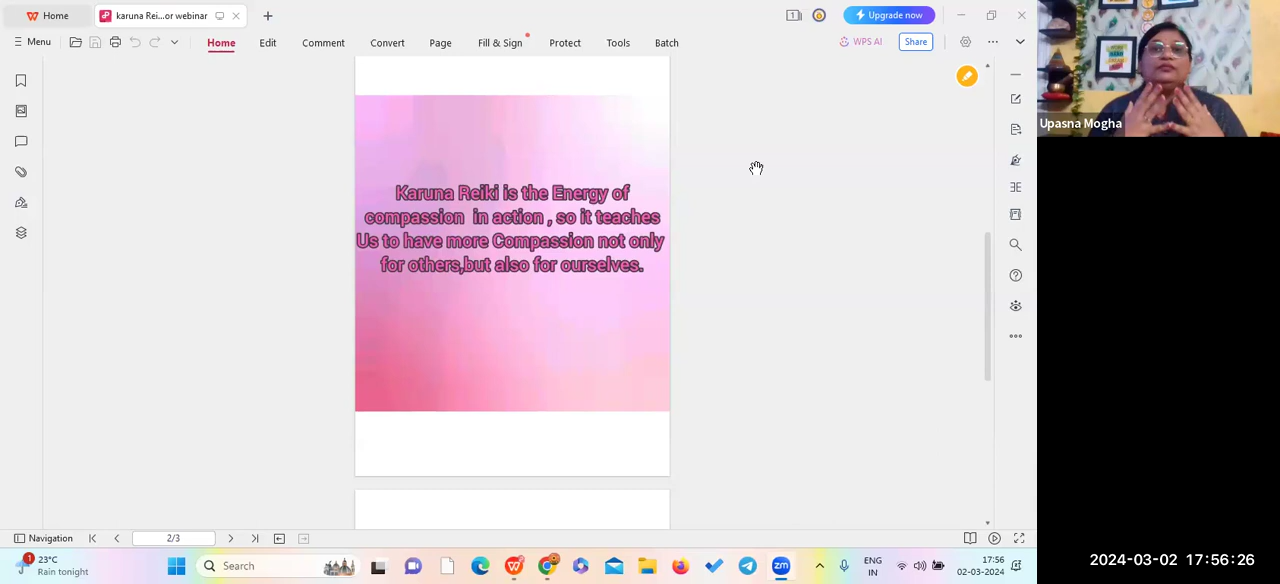 Home
karuna Rei...or webinar
1
Upgrade now
Menu
Home
Edit
Comment
Convert
Page
Fill & Sign
Protect
Tools
Batch
WPS AI
Share
Upasna Mogha
Karuna Reiki is the Energy of
compassion in action , so it teaches
Us to have more Compassion not only
for others,but also for ourselves.
Navigation
2/3
1
23°C
Rain tonight
Search
zm
ENG
IN
17:56
02-03-2024
2024-03-02 17:56:26